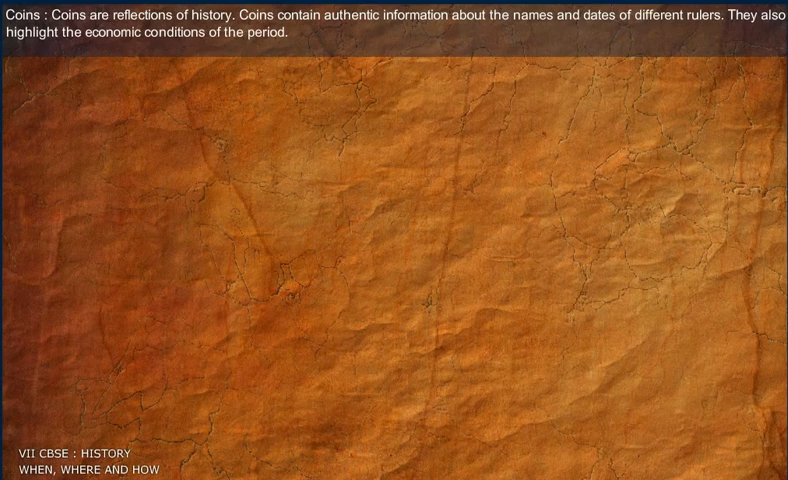 Coins : Coins are reflections of history. Coins contain authentic information about the names and dates of different rulers. They also
highlight the economic conditions of the period.
VII CBSE : HISTORY
WHEN, WHERE AND HOW